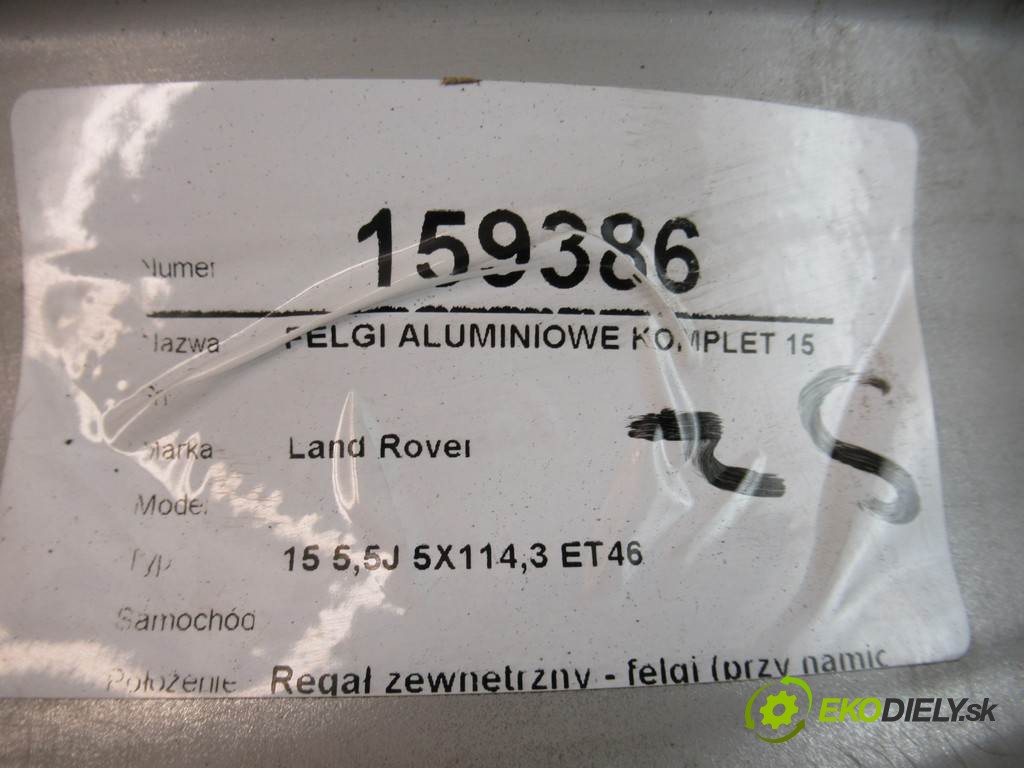 Numer 159386
Nazwa FELGI ALUMINIOWE KOMPLET 15
Marka Land Rover
Model
Typ 15 5,5J 5X114,3 ET46
Samochód
Położenie Regał zewnętrzny - felgi (przy
EKODIELY.sk